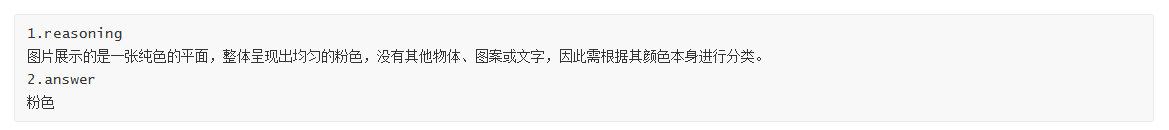 1.reasoning
图片展示的是一张纯色的平面，整体呈现出均匀的粉色，没有其他物体、图案或文字，因此需根据其颜色本身进行分类。
2.answer
粉色